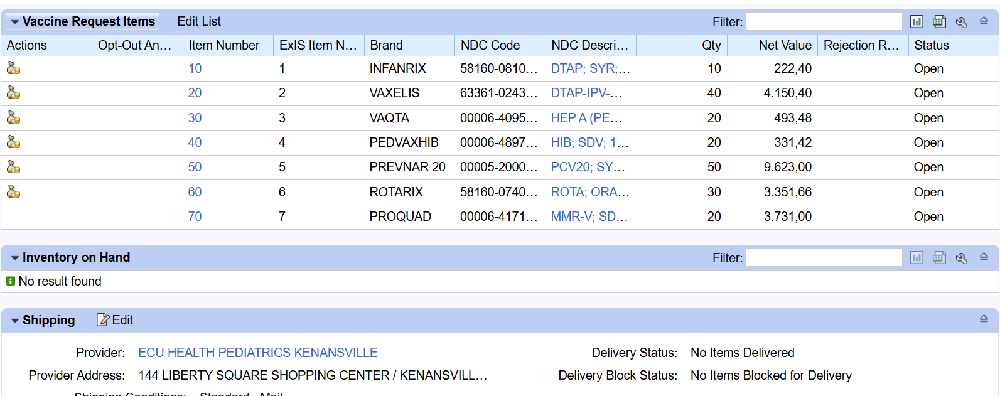 Vaccine Request Items Edit List Filter:
Actions Opt-Out An... Item Number ExIS Item N... Brand NDC Code NDC Descri... Qty Net Value Rejection R... Status
10 1 INFANRIX 58160-0810... DTAP; SYR;... 10 222,40 Open
20 2 VAXELIS 63361-0243... DTAP-IPV-... 40 4.150,40 Open
30 3 VAQTA 00006-4095... HEP A (PE... 20 493,48 Open
40 4 PEDVAXHIB 00006-4897... HIB; SDV; 1... 20 331,42 Open
50 5 PREVNAR 20 00005-2000... PCV20; SY... 50 9.623,00 Open
60 6 ROTARIX 58160-0740... ROTA; ORA... 30 3.351,66 Open
70 7 PROQUAD 00006-4171... MMR-V; SD... 20 3.731,00 Open
Inventory on Hand Filter:
No result found
Shipping Edit
Provider: ECU HEALTH PEDIATRICS KENANSVILLE Delivery Status: No Items Delivered
Provider Address: 144 LIBERTY SQUARE SHOPPING CENTER / KENANSVILL... Delivery Block Status: No Items Blocked for Delivery
Shipping Conditions: Standard - Mail